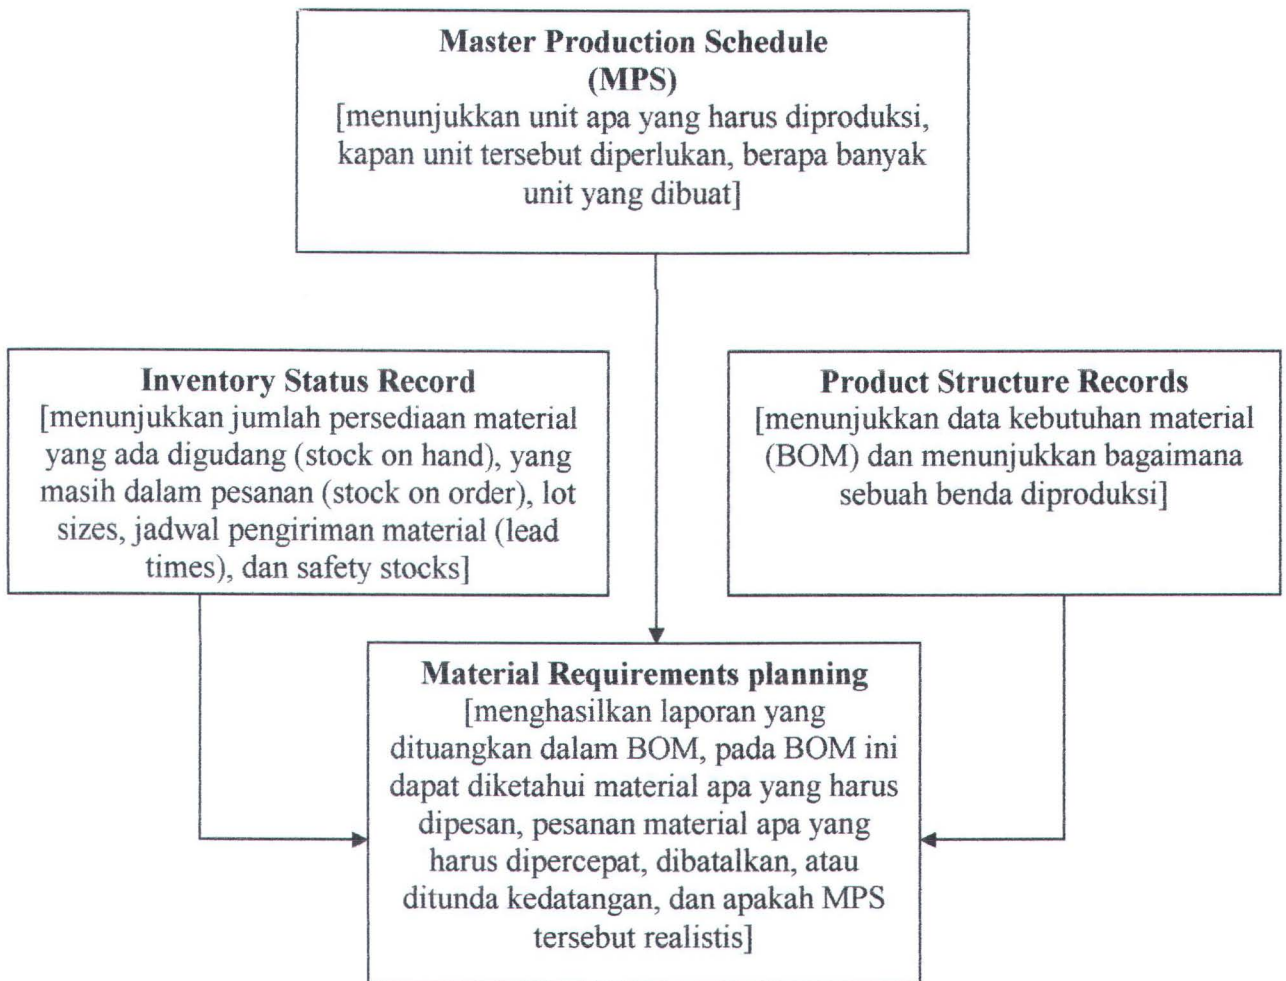 Master Production Schedule
(MPS)
[menunjukkan unit apa yang harus diproduksi,
kapan unit tersebut diperlukan, berapa banyak
unit yang dibuat]
Inventory Status Record
[menunjukkan jumlah persediaan material
yang ada digudang (stock on hand), yang
masih dalam pesanan (stock on order), lot
sizes, jadwal pengiriman material (lead
times), dan safety stocks]
Product Structure Records
[menunjukkan data kebutuhan material
(BOM) dan menunjukkan bagaimana
sebuah benda diproduksi]
Material Requirements planning
[menghasilkan laporan yang
dituangkan dalam BOM, pada BOM ini
dapat diketahui material apa yang harus
dipesan, pesanan material apa yang
harus dipercepat, dibatalkan, atau
ditunda kedatangan, dan apakah MPS
tersebut realistis]